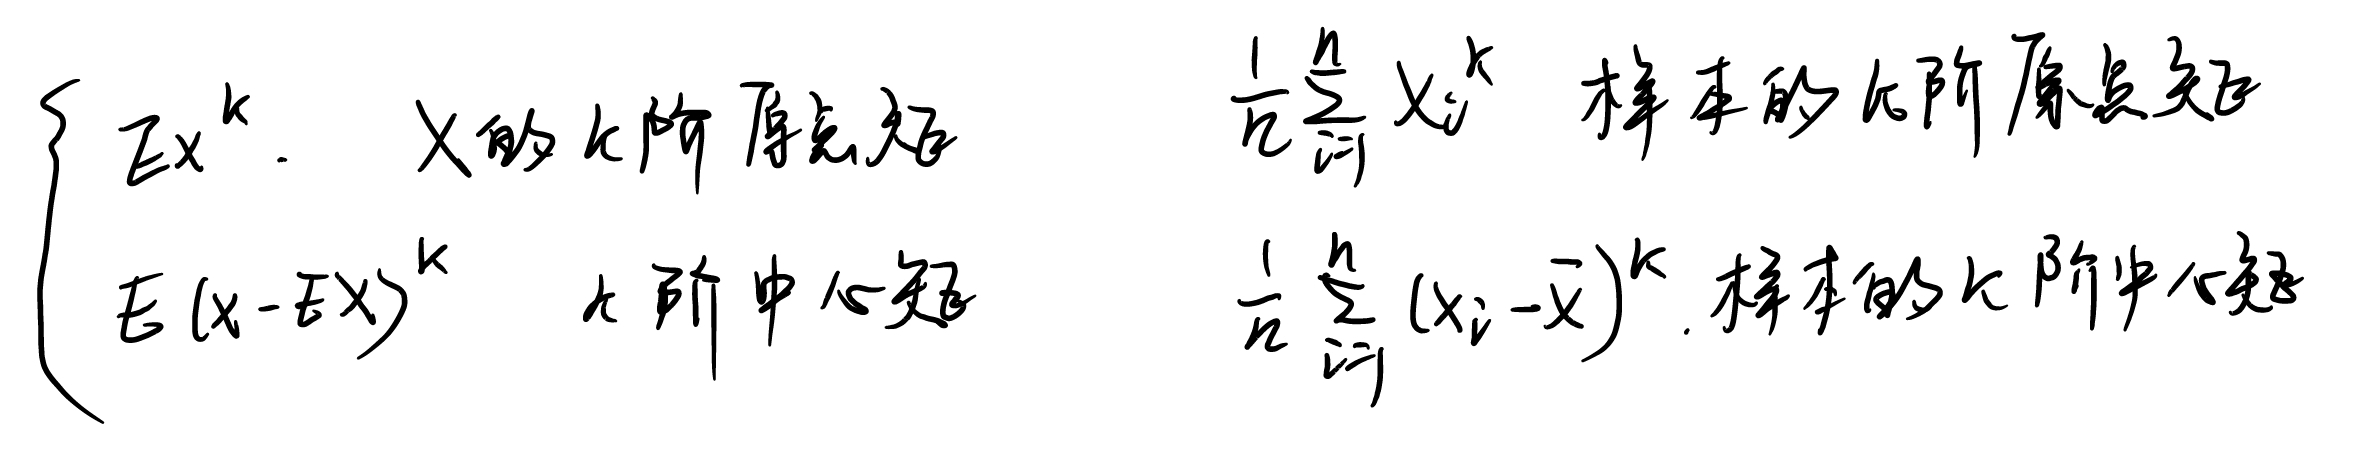 EX^k. X的k阶原点矩 \frac{1}{n}\sum_{i=1}^{n} X_i^k 样本的k阶原点矩
E(X-EX)^k k阶中心矩 \frac{1}{n}\sum_{i=1}^{n} (X_i-\bar{X})^k. 样本的k阶中心矩